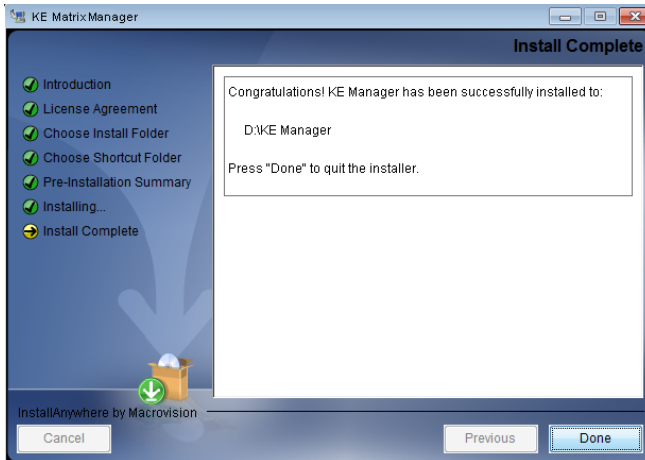 KE MatrixManager
Install Complete
Introduction
License Agreement
Choose Install Folder
Choose Shortcut Folder
Pre-Installation Summary
Installing...
Install Complete
Congratulations! KE Manager has been successfully installed to:
D:\KE Manager
Press "Done" to quit the installer.
InstallAnywhere by Macrovision
Cancel
Previous
Done